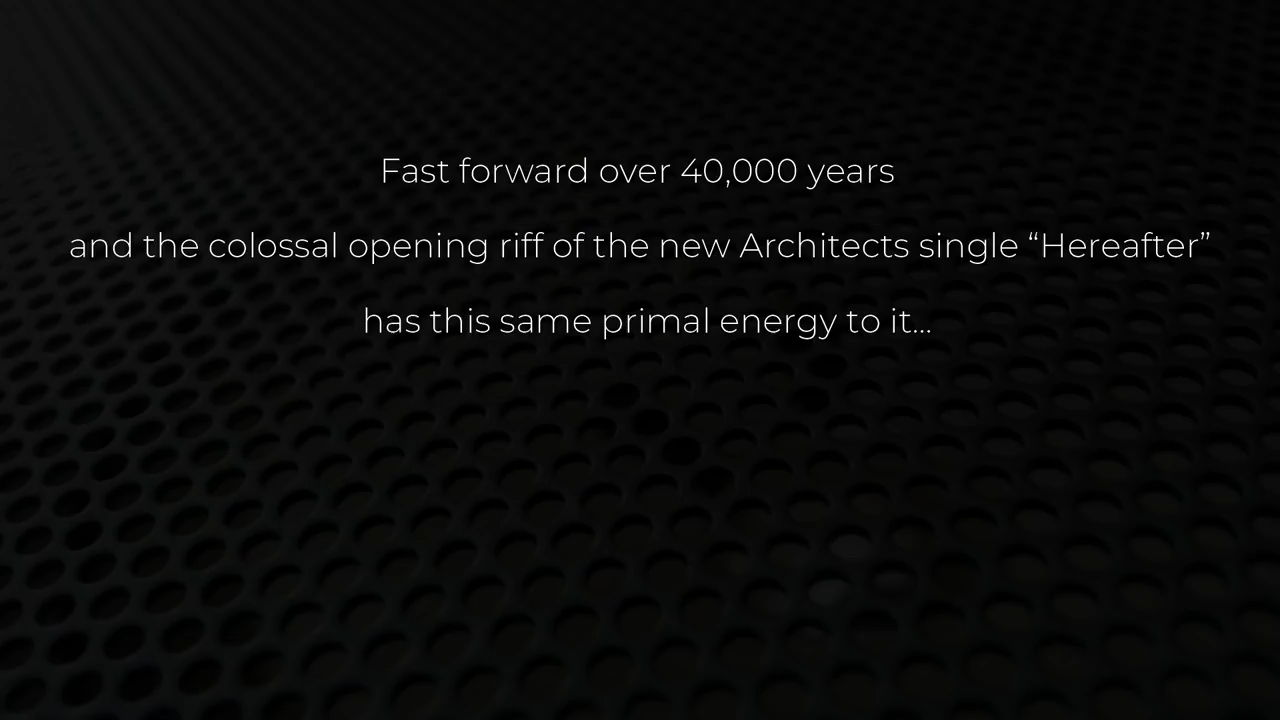 Fast forward over 40,000 years
and the colossal opening riff of the new Architects single “Hereafter”
has this same primal energy to it...